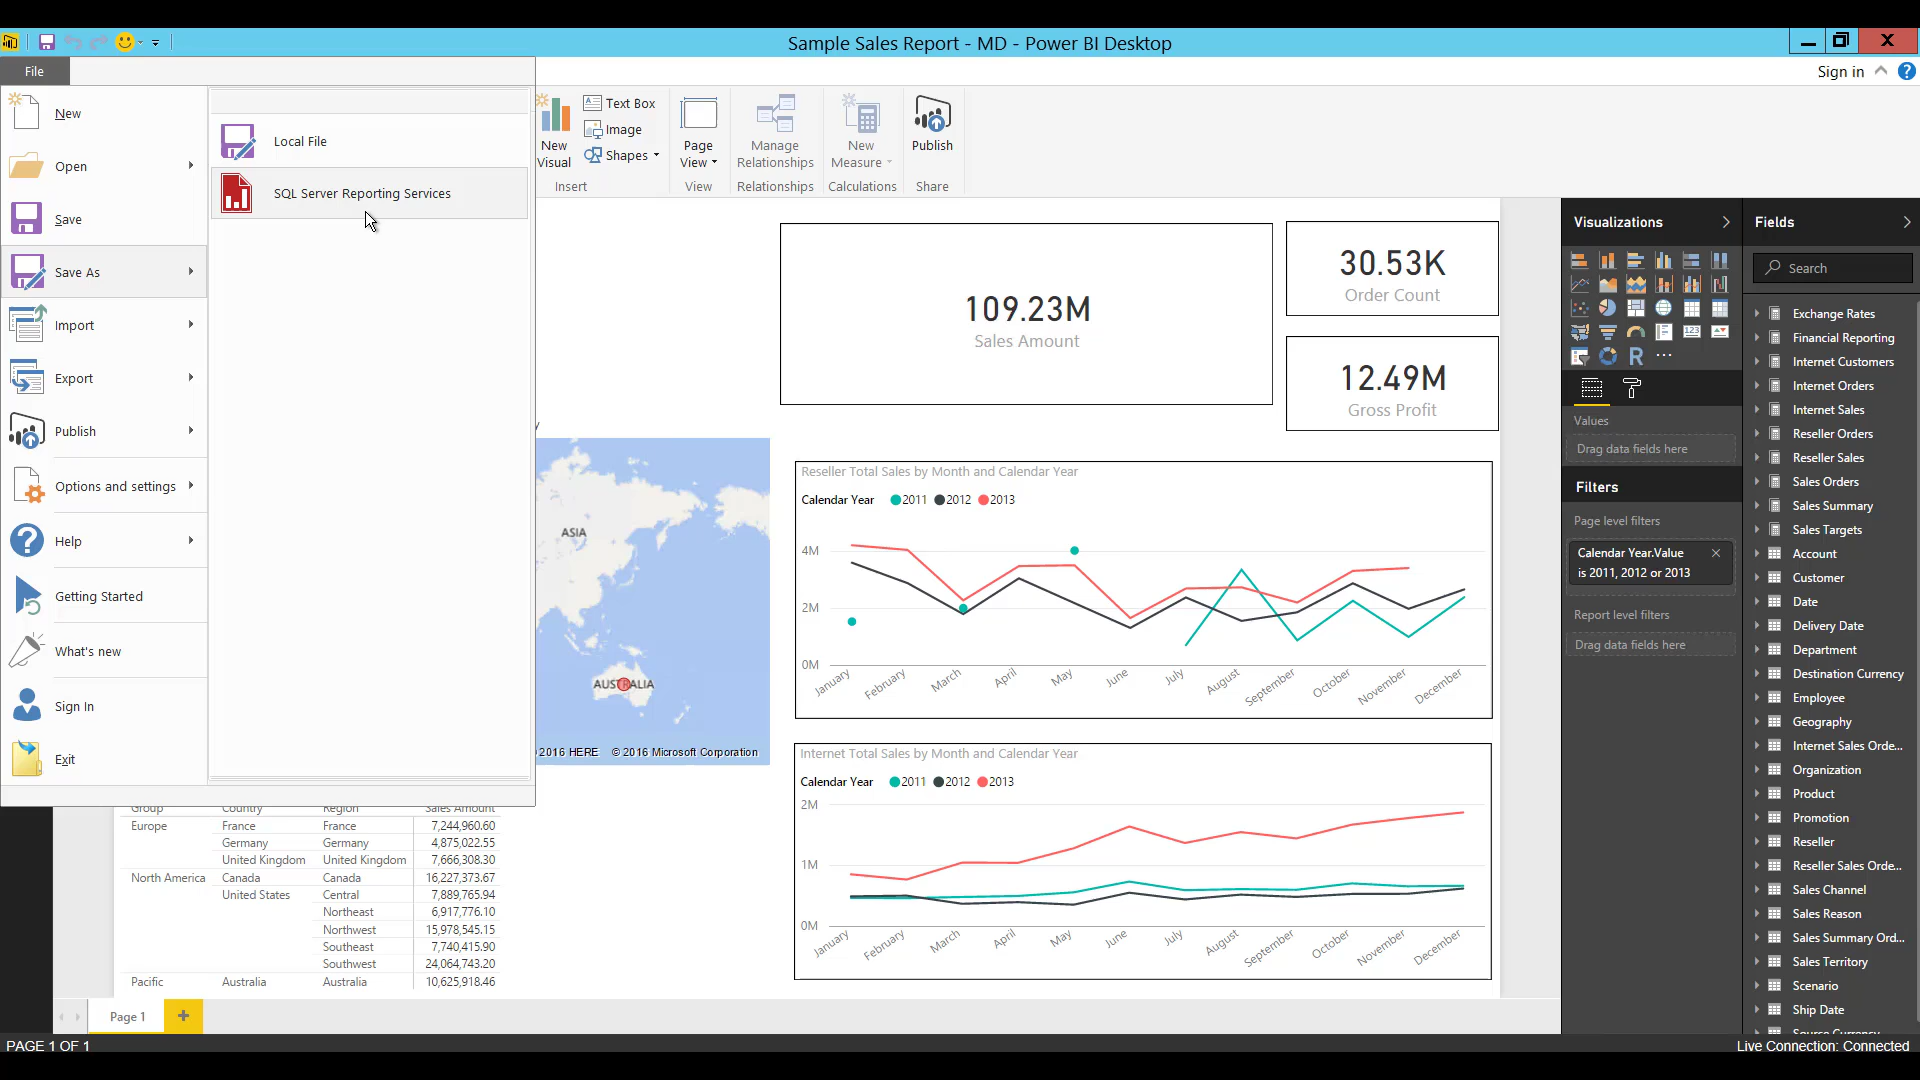 Sample Sales Report - MD - Power BI Desktop
File
Sign in
New
Open
Save
Save As
Import
Export
Publish
Options and settings
Help
Getting Started
What's new
Sign In
Exit
Local File
SQL Server Reporting Services
New Visual
Text Box
Image
Shapes
Insert
Page View
View
Manage Relationships
Relationships
New Measure
Calculations
Publish
Share
109.23M
Sales Amount
30.53K
Order Count
12.49M
Gross Profit
ASIA
AUSTRALIA
2016 HERE © 2016 Microsoft Corporation
Reseller Total Sales by Month and Calendar Year
Calendar Year 2011 2012 2013
4M
2M
0M
January February March April May June July August September October November December
Internet Total Sales by Month and Calendar Year
Calendar Year 2011 2012 2013
2M
1M
0M
January February March April May June July August September October November December
Group Country Region Sales Amount
Europe France France 7,244,960.60
Germany Germany 4,875,022.55
United Kingdom United Kingdom 7,666,308.30
North America Canada Canada 16,227,373.67
United States Central 7,889,765.94
Northeast 6,917,776.10
Northwest 15,978,545.15
Southeast 7,740,415.90
Southwest 24,064,743.20
Pacific Australia Australia 10,625,918.46
Page 1
PAGE 1 OF 1
Visualizations
R
123
Values
Drag data fields here
Filters
Page level filters
Calendar Year.Value
is 2011, 2012 or 2013
Report level filters
Drag data fields here
Fields
Search
Exchange Rates
Financial Reporting
Internet Customers
Internet Orders
Internet Sales
Reseller Orders
Reseller Sales
Sales Orders
Sales Summary
Sales Targets
Account
Customer
Date
Delivery Date
Department
Destination Currency
Employee
Geography
Internet Sales Orde...
Organization
Product
Promotion
Reseller
Reseller Sales Orde...
Sales Channel
Sales Reason
Sales Summary Ord...
Sales Territory
Scenario
Ship Date
Source Currency
Live Connection: Connected